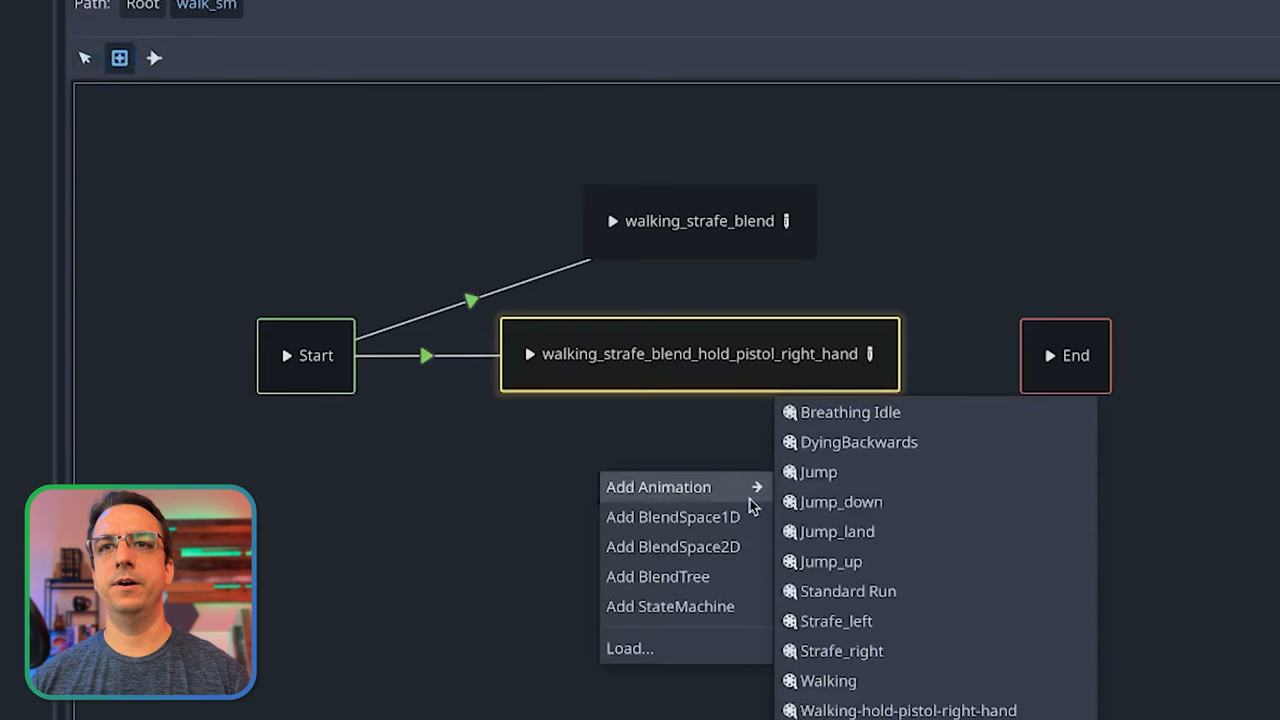 Path: Root walk_sm
walking_strafe_blend
Start
walking_strafe_blend_hold_pistol_right_hand
End
Add Animation
Add BlendSpace1D
Add BlendSpace2D
Add BlendTree
Add StateMachine
Load...
Breathing Idle
DyingBackwards
Jump
Jump_down
Jump_land
Jump_up
Standard Run
Strafe_left
Strafe_right
Walking
Walking-hold-pistol-right-hand